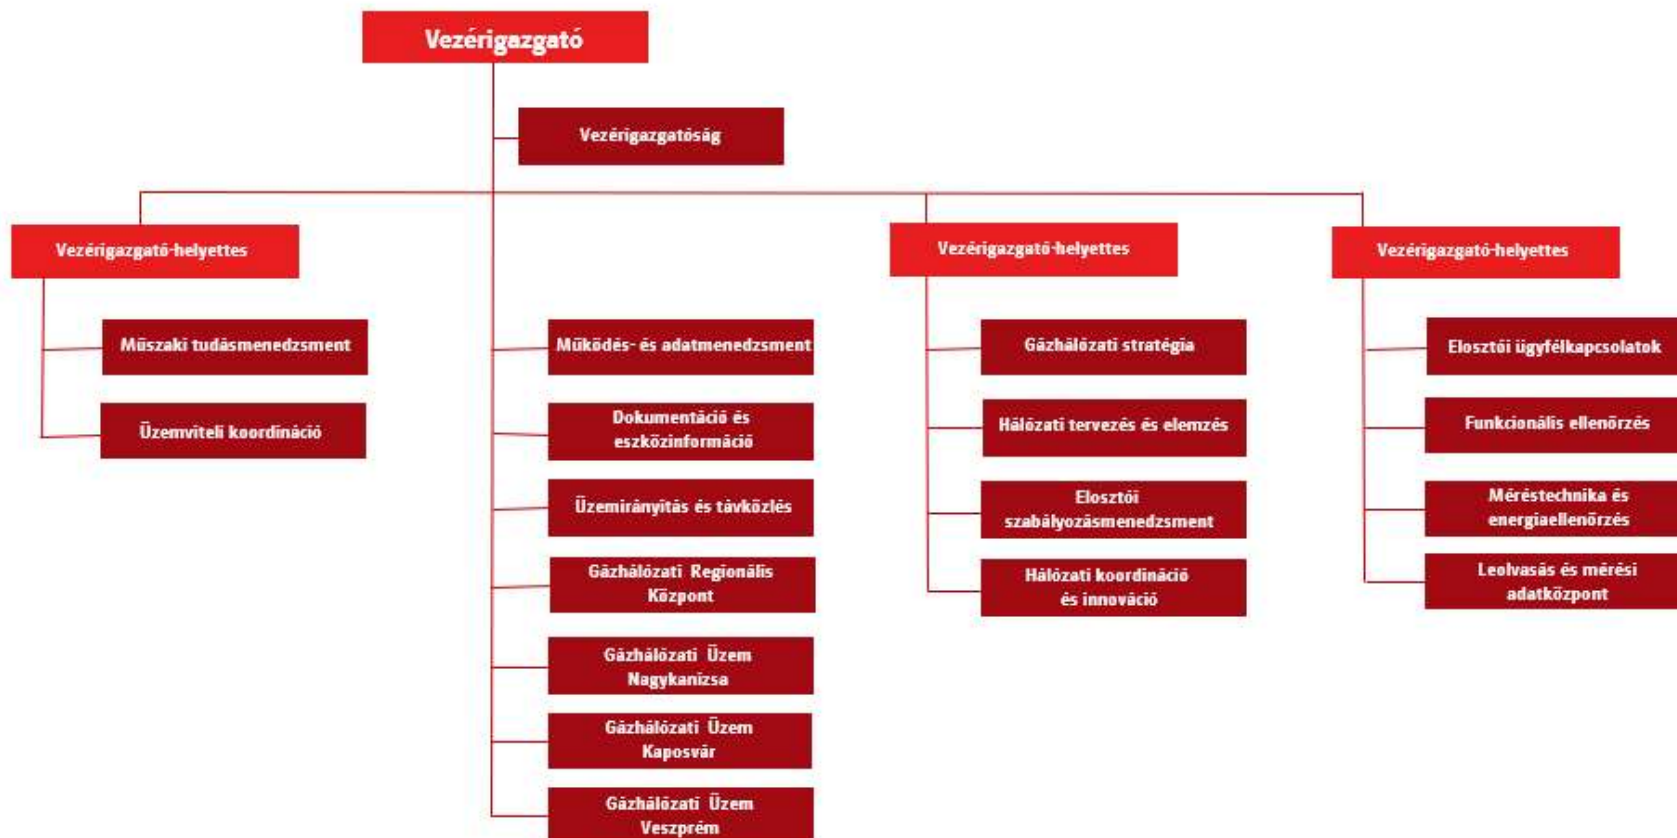 Vezérigazgató
Vezérigazgatóság
Vezérigazgató-helyettes
Műszaki tudásmenedzsment
Üzemviteli koordináció
Működés- és adatmenedzsment
Dokumentáció és
eszközinformáció
Üzemirányítás és távközlés
Gázhálózati Regionális
Központ
Gázhálózati Üzem
Nagykanizsa
Gázhálózati Üzem
Kaposvár
Gázhálózati Üzem
Veszprém
Vezérigazgató-helyettes
Gázhálózati stratégia
Hálózati tervezés és elemzés
Elosztói
szabályozásmenedzsment
Hálózati koordináció
és innováció
Vezérigazgató-helyettes
Elosztói ügyfélkapcsolatok
Funkcionális ellenőrzés
Méréstechnika és
energiaellenőrzés
Leolvasás és mérési
adatközpont